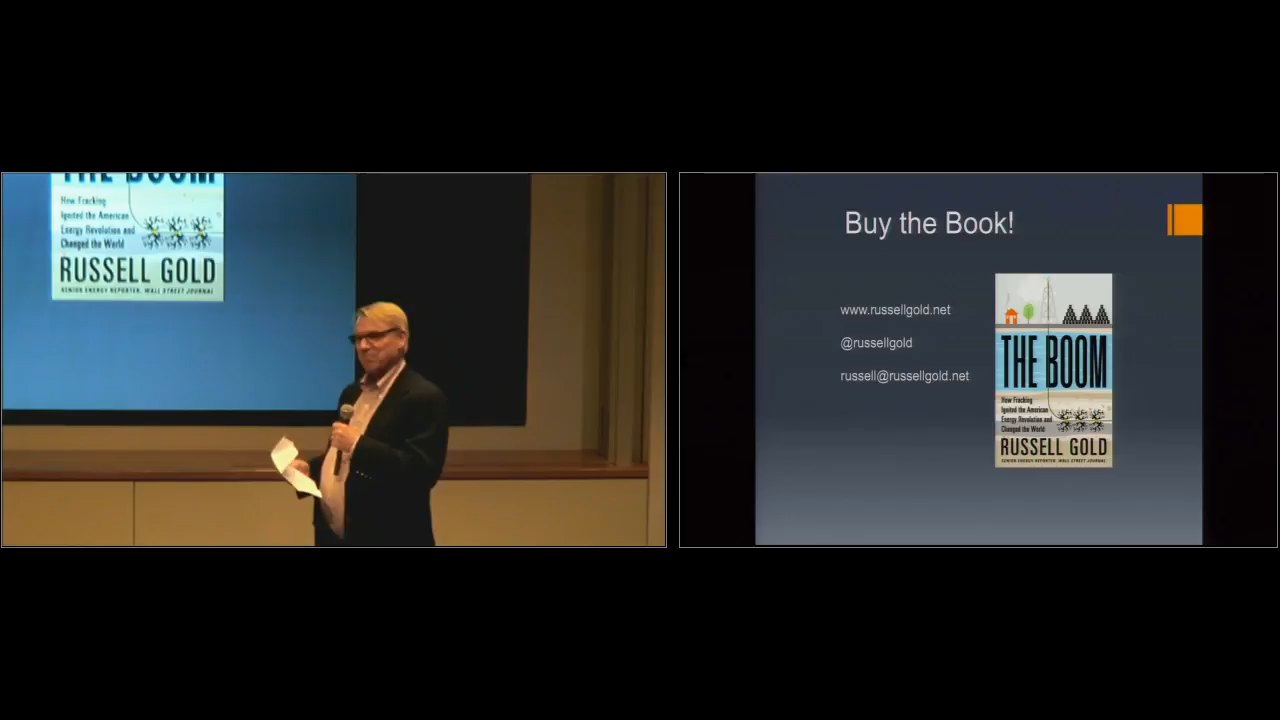 THE BOOM
How Fracking
Ignited the American
Energy Revolution and
Changed the World
RUSSELL GOLD
SENIOR ENERGY REPORTER, WALL STREET JOURNAL
Buy the Book!
www.russellgold.net
@russellgold
russell@russellgold.net
THE BOOM
How Fracking
Ignited the American
Energy Revolution and
Changed the World
RUSSELL GOLD
SENIOR ENERGY REPORTER, WALL STREET JOURNAL